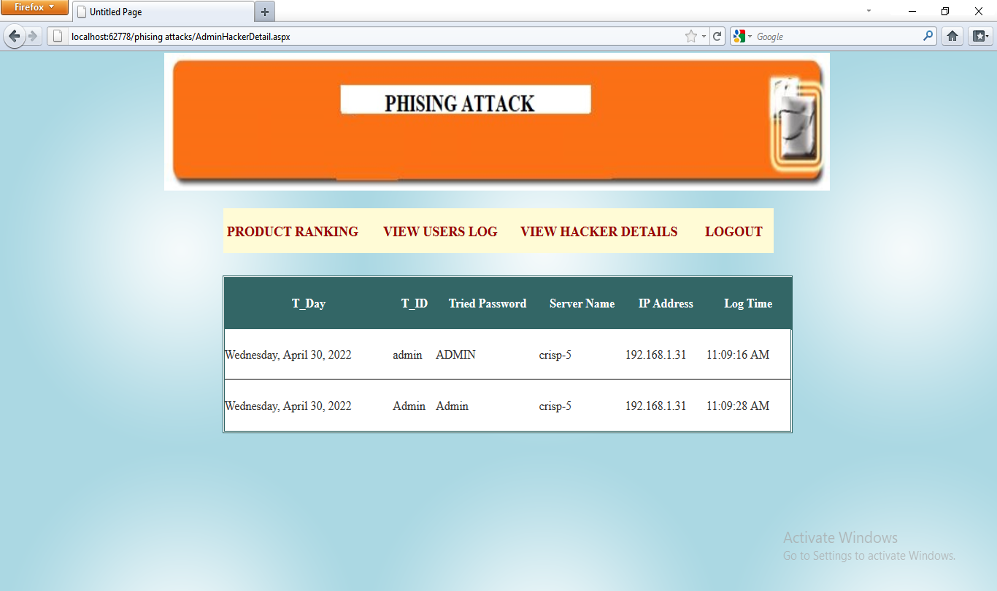 Firefox
Untitled Page
localhost:62778/phising attacks/AdminHackerDetail.aspx
Google
PHISING ATTACK
PRODUCT RANKING VIEW USERS LOG VIEW HACKER DETAILS LOGOUT
T_Day T_ID Tried Password Server Name IP Address Log Time
Wednesday, April 30, 2022 admin ADMIN crisp-5 192.168.1.31 11:09:16 AM
Wednesday, April 30, 2022 Admin Admin crisp-5 192.168.1.31 11:09:28 AM
Activate Windows
Go to Settings to activate Windows.